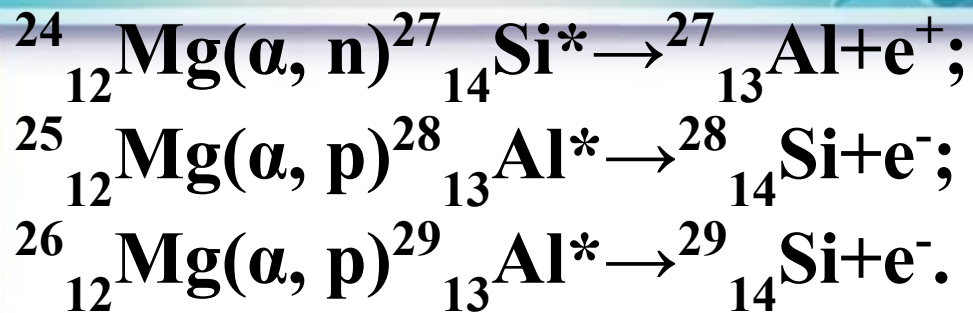 ²⁴₁₂Mg(α, n)²⁷₁₄Si*→²⁷₁₃Al+e⁺;
²⁵₁₂Mg(α, p)²⁸₁₃Al*→²⁸₁₄Si+e⁻;
²⁶₁₂Mg(α, p)²⁹₁₃Al*→²⁹₁₄Si+e⁻.